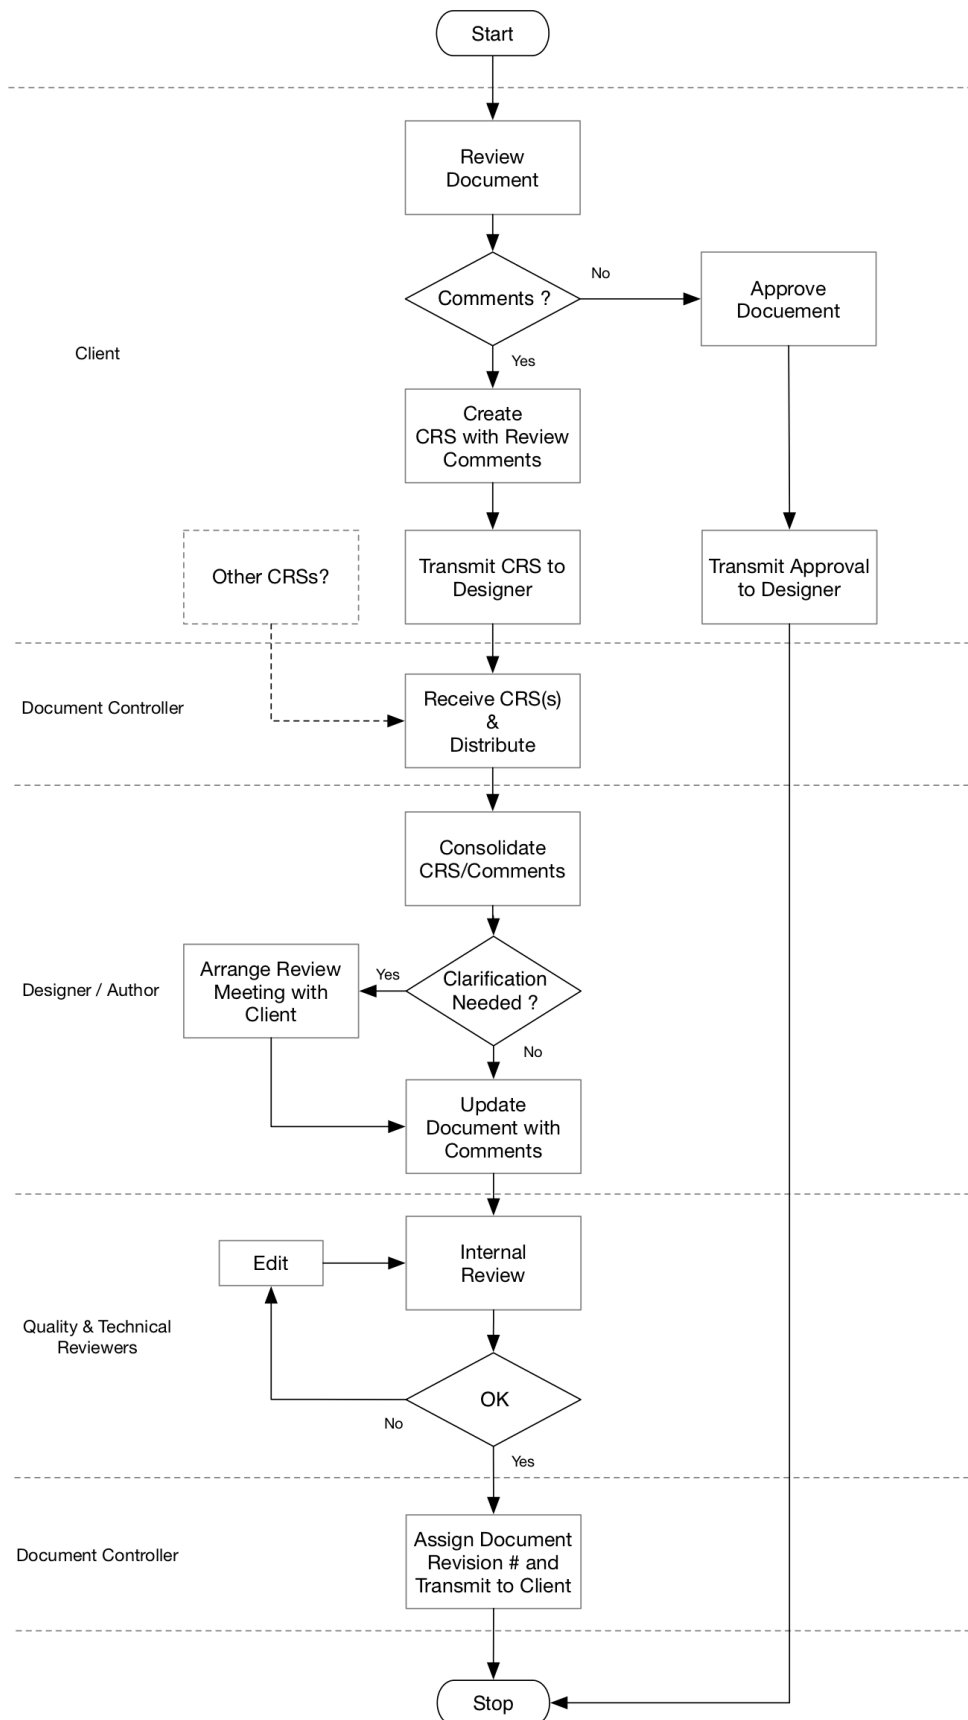 Start
Review
Document
Comments ?
No
Approve
Docuement
Client
Yes
Create
CRS with Review
Comments
Other CRSs?
Transmit CRS to
Designer
Transmit Approval
to Designer
Document Controller
Receive CRS(s)
&
Distribute
Consolidate
CRS/Comments
Designer / Author
Arrange Review
Meeting with
Client
Yes
Clarification
Needed ?
No
Update
Document with
Comments
Quality & Technical
Reviewers
Edit
Internal
Review
OK
No
Yes
Document Controller
Assign Document
Revision # and
Transmit to Client
Stop